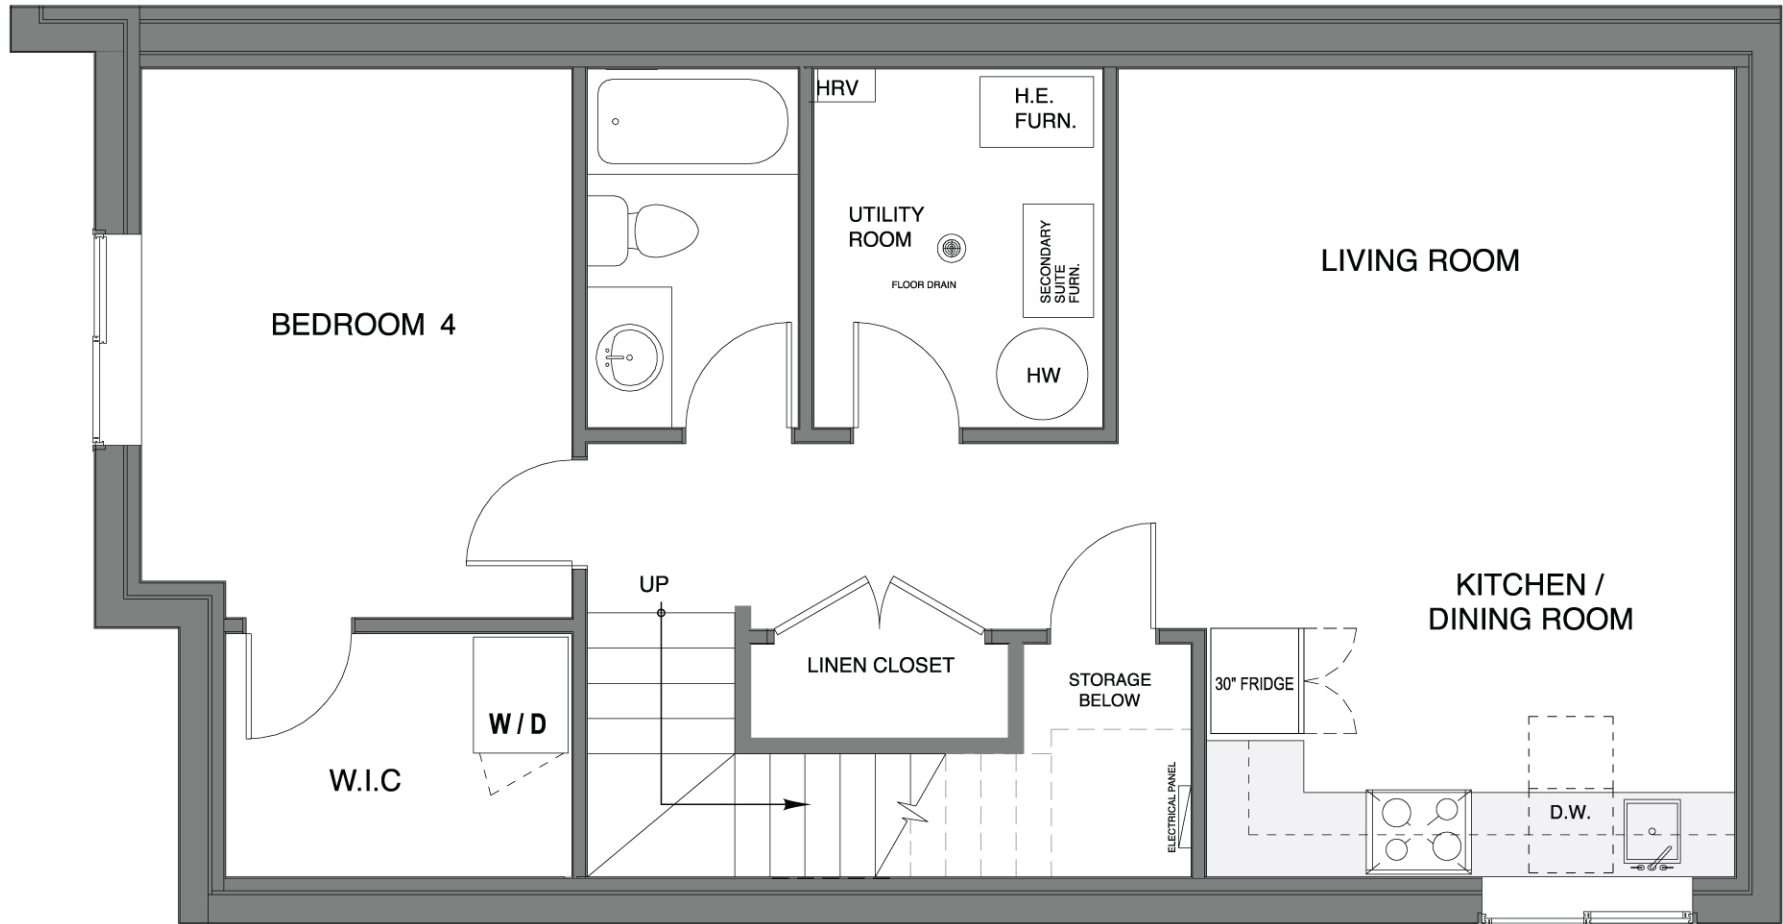 HRV
H.E.
FURN.
UTILITY
ROOM
FLOOR DRAIN
SECONDARY
SUITE
FURN.
HW
LIVING ROOM
BEDROOM 4
UP
LINEN CLOSET
STORAGE
BELOW
KITCHEN /
DINING ROOM
30" FRIDGE
W / D
W.I.C
ELECTRICAL PANEL
D.W.